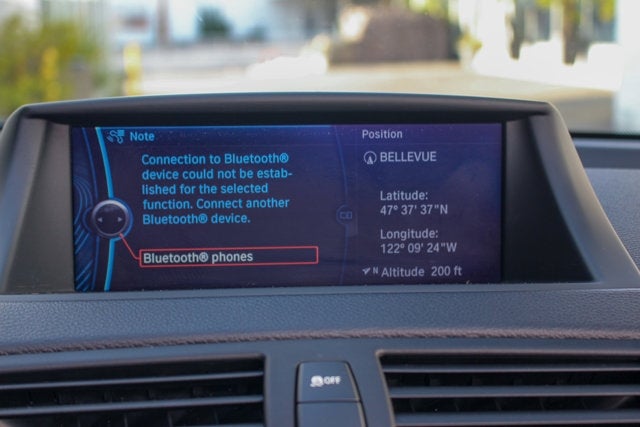 Note
Connection to Bluetooth®
device could not be estab-
lished for the selected
function. Connect another
Bluetooth® device.
Bluetooth® phones
Position
BELLEVUE
Latitude:
47° 37' 37"N
Longitude:
122° 09' 24"W
N Altitude 200 ft
OFF